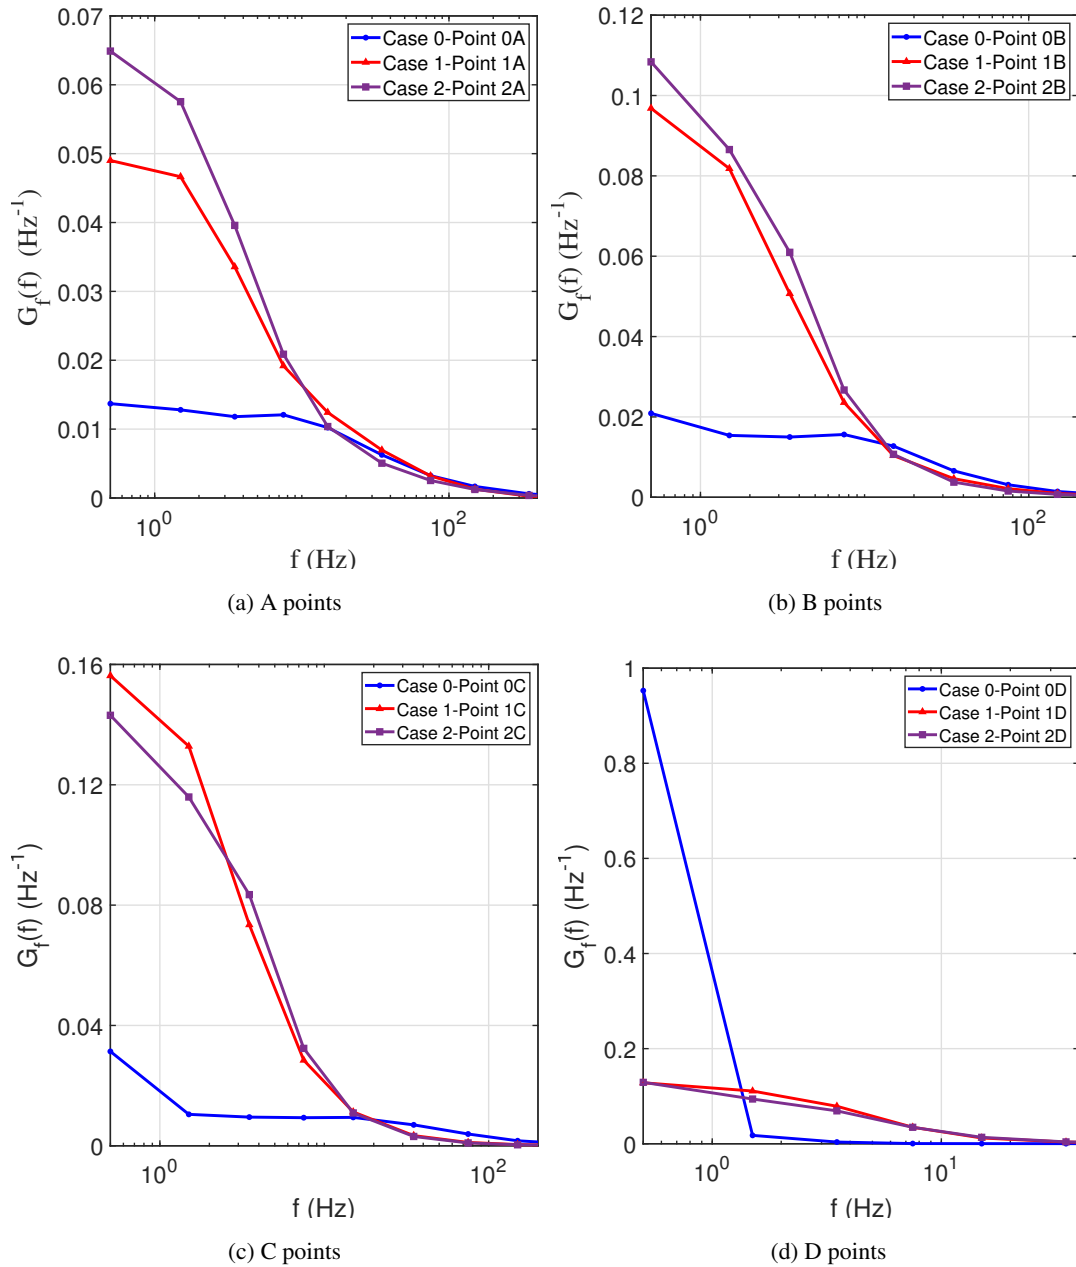 0.07
0.06
0.05
0.04
0.03
0.02
0.01
0
G_f(f) (Hz^-1)
Case 0-Point 0A
Case 1-Point 1A
Case 2-Point 2A
10^0
10^2
f (Hz)
(a) A points
0.12
0.1
0.08
0.06
0.04
0.02
0
G_f(f) (Hz^-1)
Case 0-Point 0B
Case 1-Point 1B
Case 2-Point 2B
10^0
10^2
f (Hz)
(b) B points
0.16
0.12
0.08
0.04
0
G_f(f) (Hz^-1)
Case 0-Point 0C
Case 1-Point 1C
Case 2-Point 2C
10^0
10^2
f (Hz)
(c) C points
1
0.8
0.6
0.4
0.2
0
G_f(f) (Hz^-1)
Case 0-Point 0D
Case 1-Point 1D
Case 2-Point 2D
10^0
10^1
f (Hz)
(d) D points